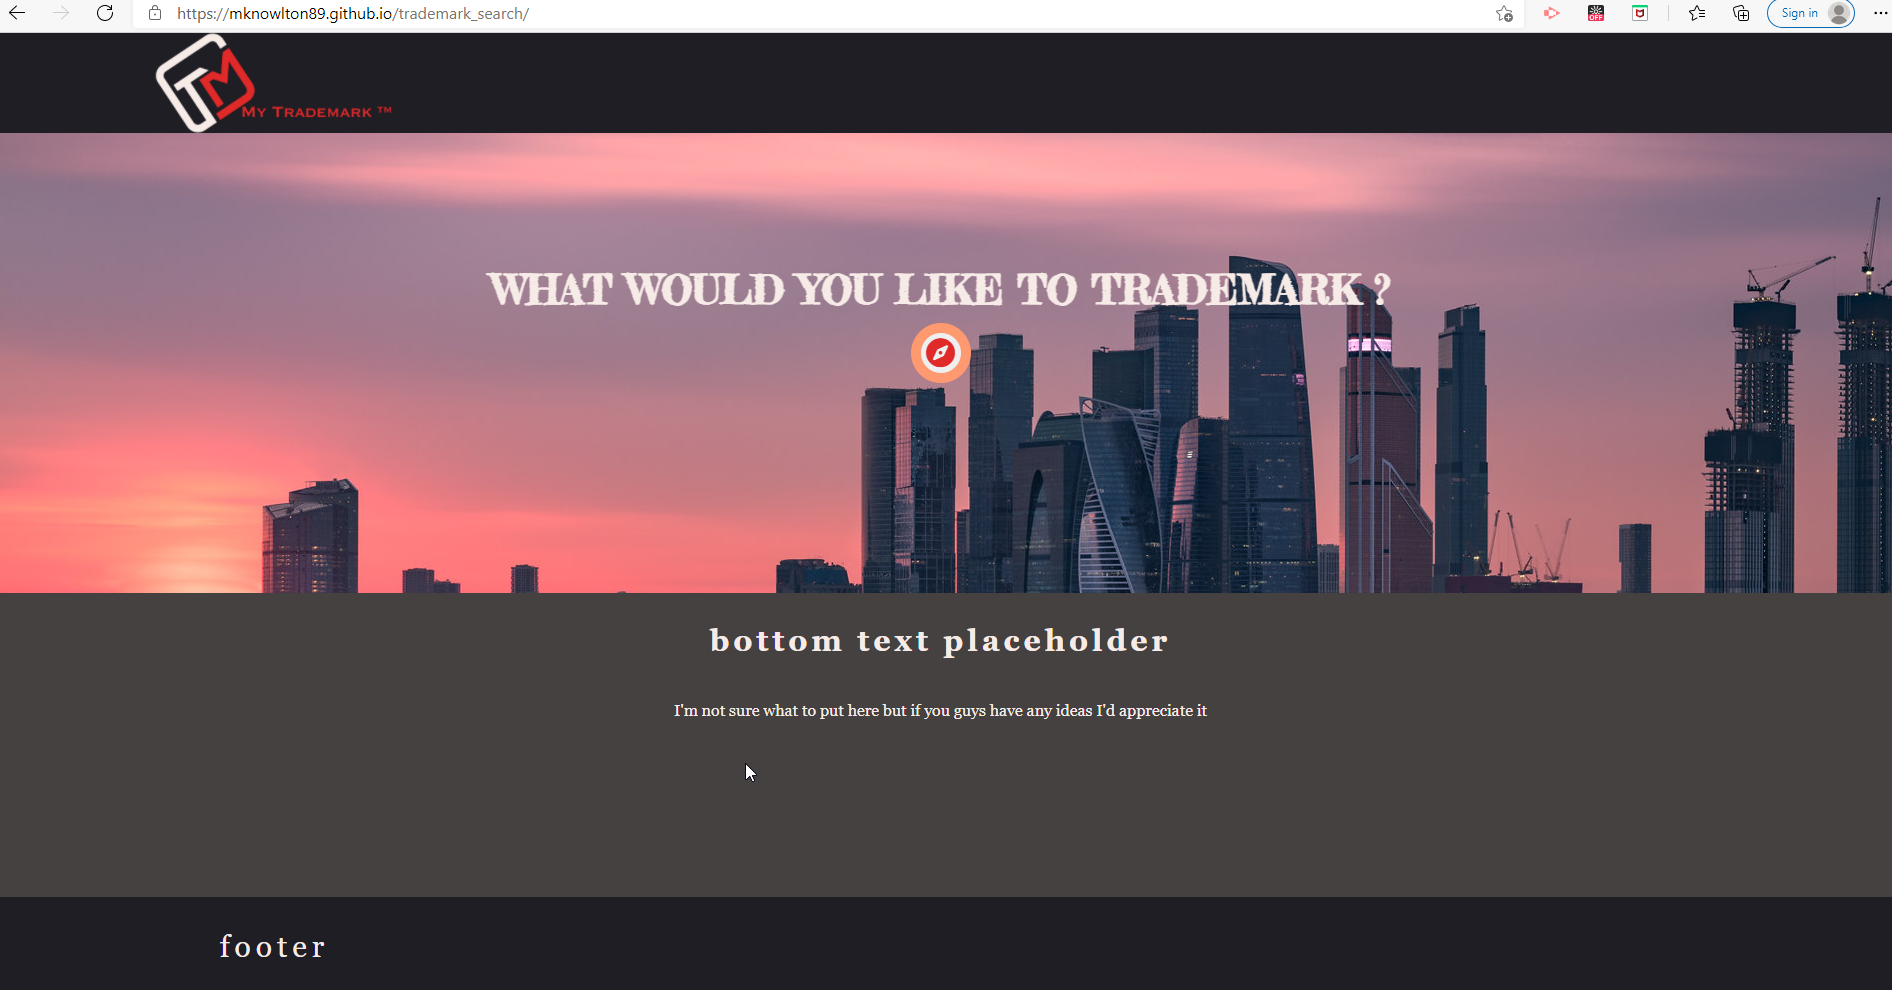 https://mknowlton89.github.io/trademark_search/
OFF
Sign in
TM
MY TRADEMARK ™
WHAT WOULD YOU LIKE TO TRADEMARK ?
bottom text placeholder
I'm not sure what to put here but if you guys have any ideas I'd appreciate it
footer